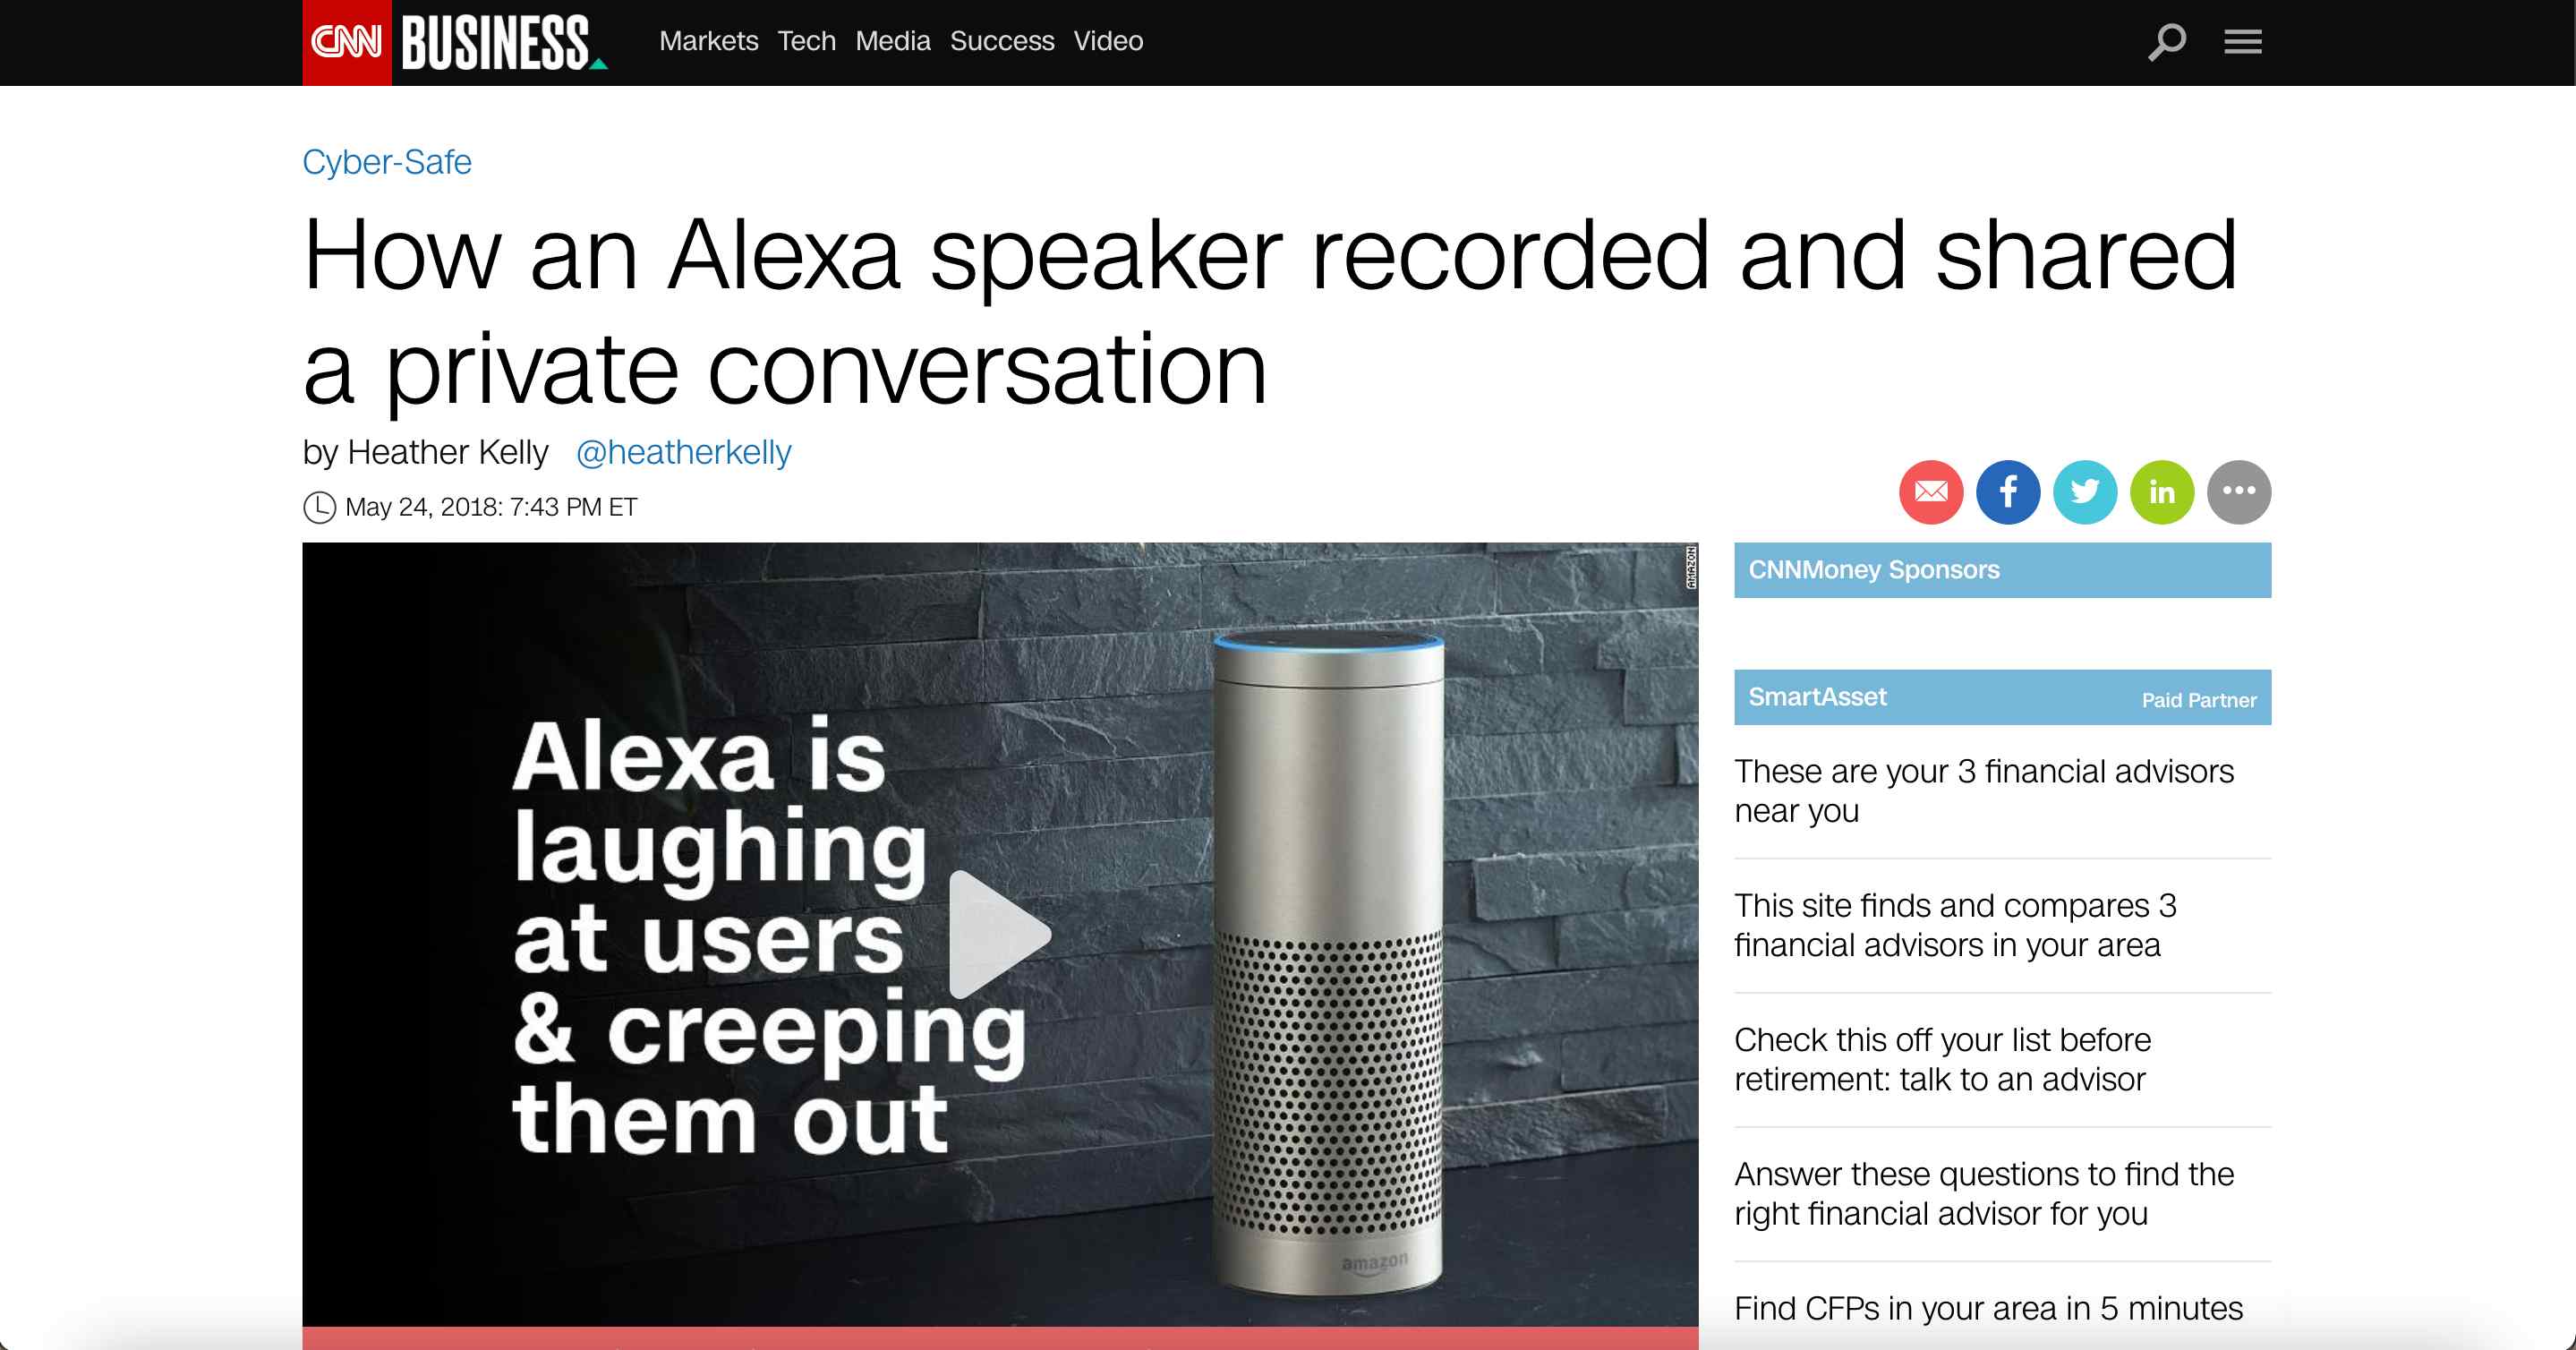 CNN BUSINESS
Markets Tech Media Success Video
Cyber-Safe
How an Alexa speaker recorded and shared
a private conversation
by Heather Kelly @heatherkelly
May 24, 2018: 7:43 PM ET
AMAZON
Alexa is
laughing
at users
& creeping
them out
amazon
CNNMoney Sponsors
SmartAsset Paid Partner
These are your 3 financial advisors
near you
This site finds and compares 3
financial advisors in your area
Check this off your list before
retirement: talk to an advisor
Answer these questions to find the
right financial advisor for you
Find CFPs in your area in 5 minutes